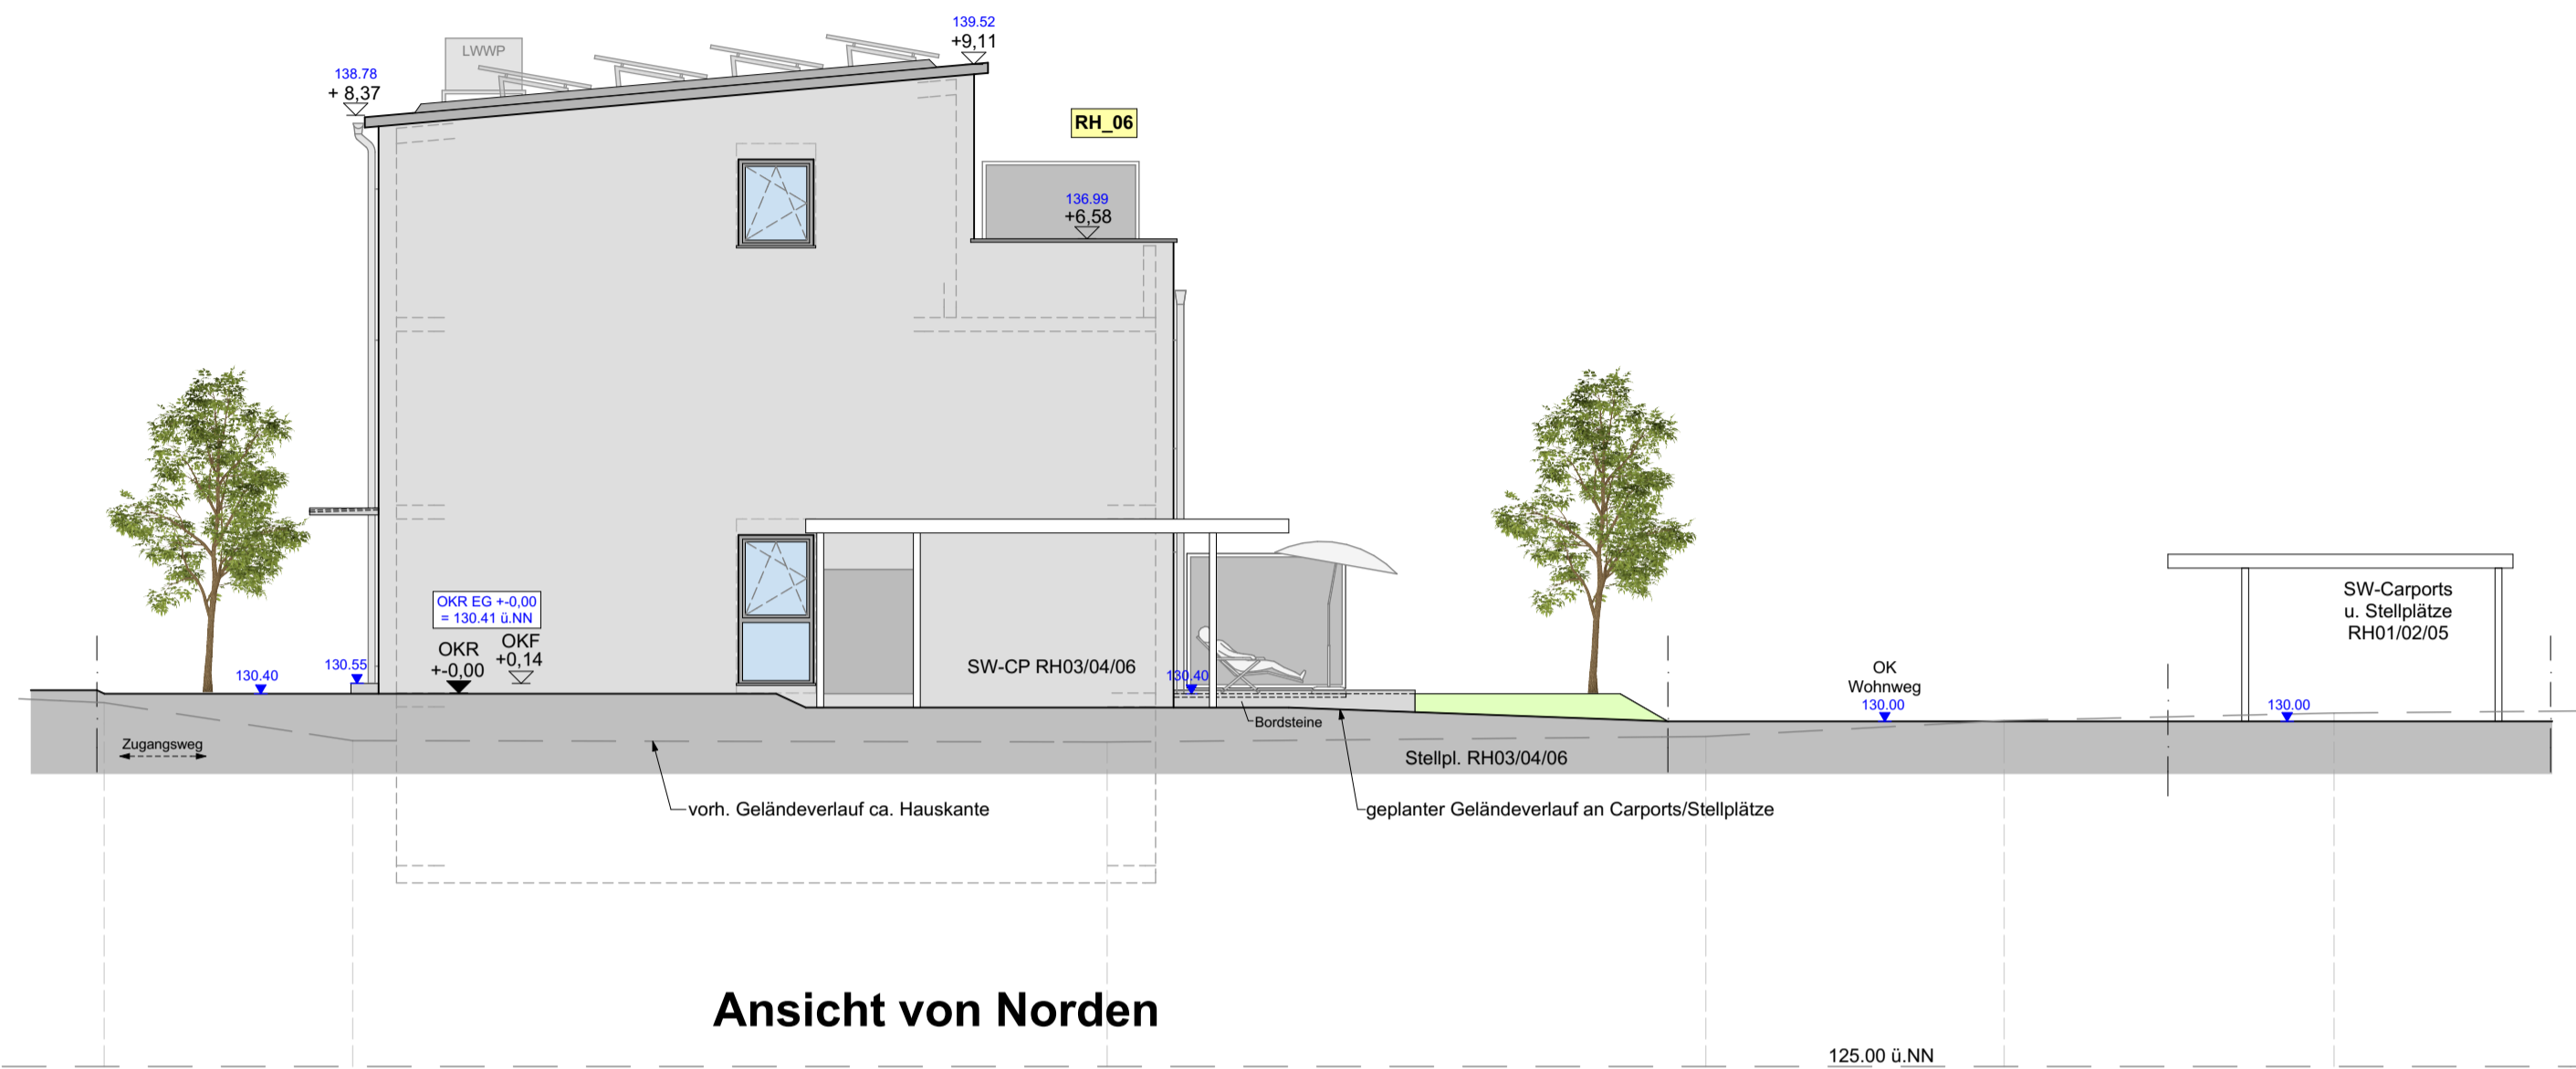 139.52
+9,11
LWWP
138.78
+ 8,37
RH_06
136.99
+6,58
OKR EG +-0,00
= 130.41 ü.NN
OKR
+-0,00
OKF
+0,14
130.40
130.55
SW-CP RH03/04/06
130.40
Bordsteine
SW-Carports
u. Stellplätze
RH01/02/05
OK
Wohnweg
130.00
130.00
Zugangsweg
Stellpl. RH03/04/06
vorh. Geländeverlauf ca. Hauskante
geplanter Geländeverlauf an Carports/Stellplätze
Ansicht von Norden
125.00 ü.NN